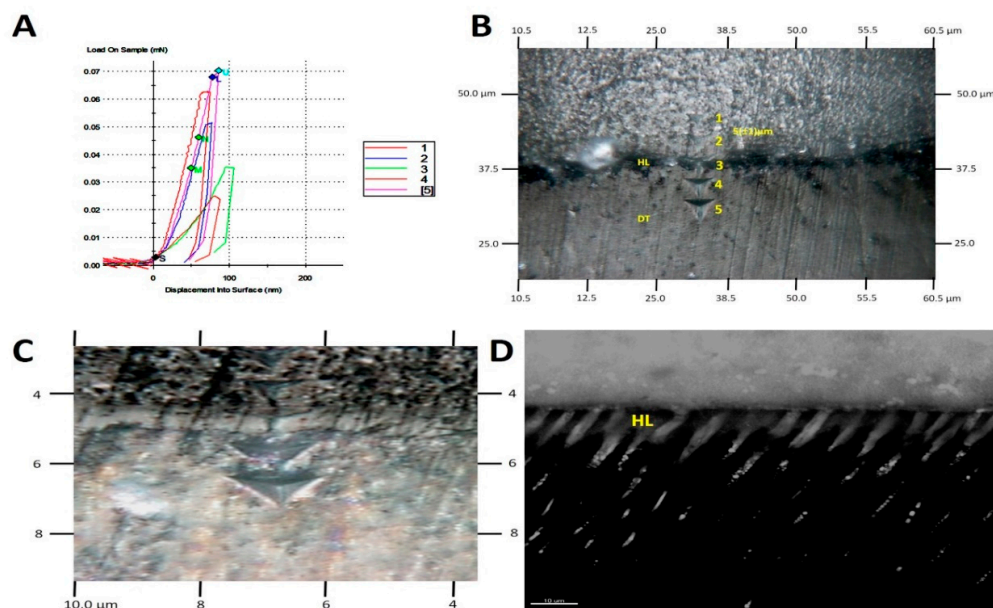 A
Load On Sample (mN)
0.07
0.06
0.05
0.04
0.03
0.02
0.01
0.00
0
100
200
Displacement Into Surface (nm)
S
M
N
L
U
1
2
3
4
[5]
B
10.5 12.5 25.0 38.5 50.0 55.5 60.5 µm
50.0 µm
37.5
25.0
50.0
37.5
25.0
1
5(±1)µm
2
HL
3
4
5
DT
10.5 12.5 25.0 38.5 50.0 55.5 60.5 µm
C
4
6
8
4
6
8
10.0 µm 8 6 4
D
HL
10 µm